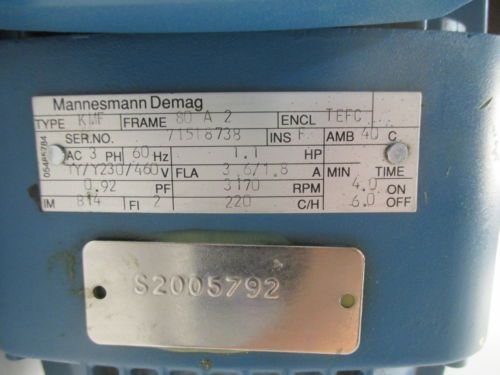 Mannesmann Demag
TYPE KMF FRAME 80 A 2 ENCL TEFC
SER.NO. 71518738 INS F AMB 40 C
AC 3 PH 60 Hz 1.1 HP
YY/Y230/460 V FLA 3.6/1.8 A MIN TIME
0.92 PF 3170 RPM 4.0 ON
IM B14 FI 2 220 C/H 6.0 OFF
05485784
S2005792